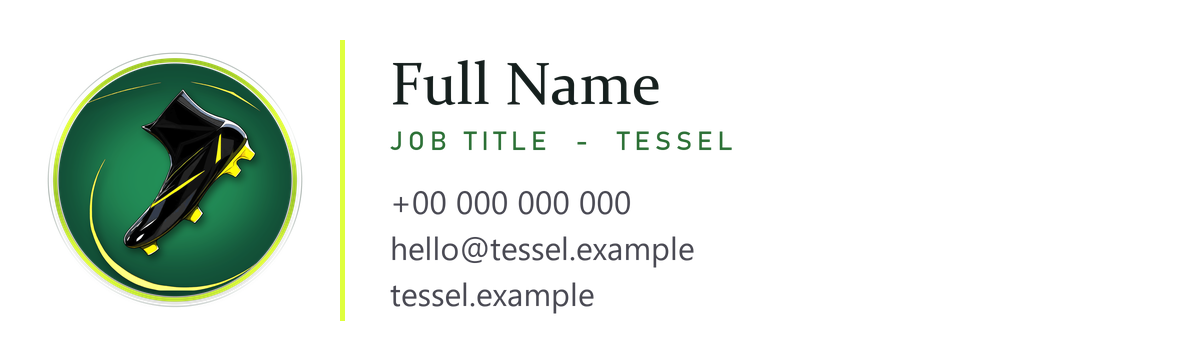 Full Name
JOB TITLE - TESSEL
+00 000 000 000
hello@tessel.example
tessel.example